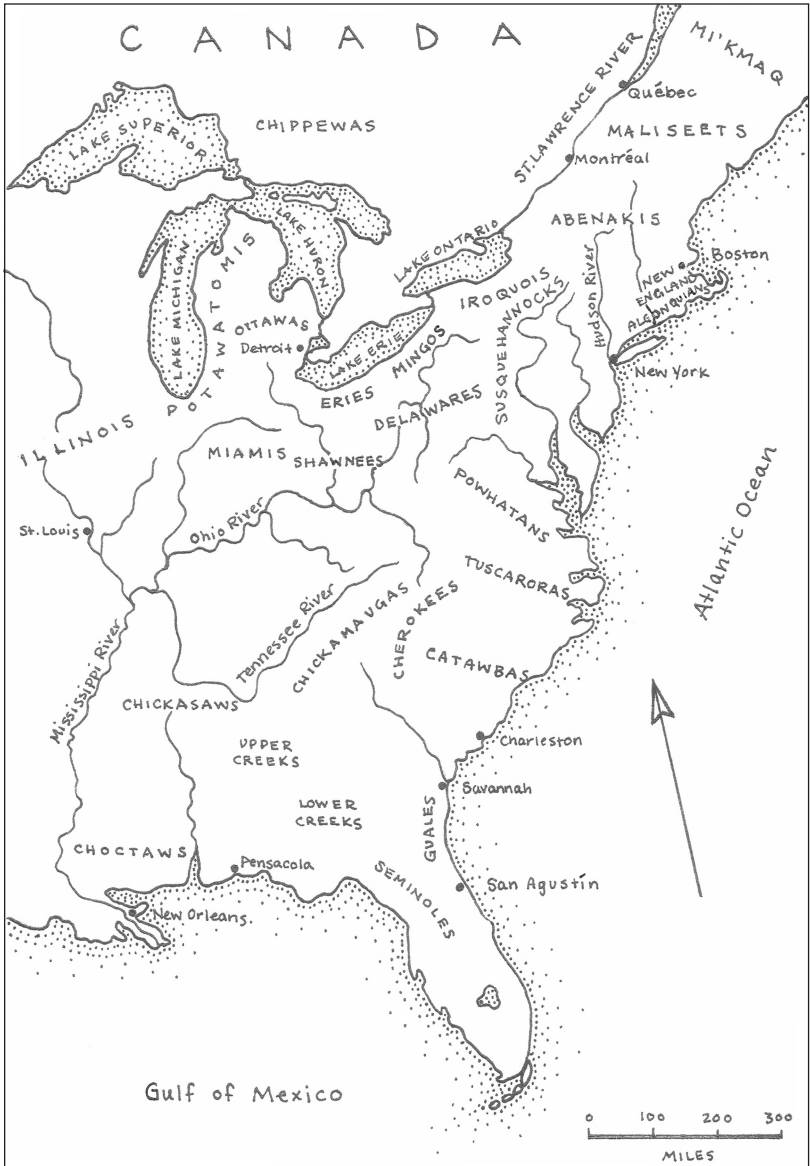 CANADA
MI'KMAQ
ST. LAWRENCE RIVER
Québec
LAKE SUPERIOR
CHIPPEWAS
MALISEETS
Montréal
ABENAKIS
LAKE HURON
LAKE ONTARIO
Boston
LAKE MICHIGAN
POTAWATOMIS
IROQUOIS
Hudson River
NEW
ENGLAND
ALGONQUIANS
OTTAWAS
Detroit
LAKE ERIE
MINGOS
SUSQUEHANNOCKS
New York
ERIES
DELAWARES
ILLINOIS
MIAMIS
SHAWNEES
POWHATANS
Atlantic Ocean
St. Louis
Ohio River
TUSCARORAS
Tennessee River
CHICKAMAUGAS
CHEROKEES
CATAWBAS
Mississippi River
CHICKASAWS
Charleston
UPPER
CREEKS
Savannah
LOWER
CREEKS
GUALES
CHOCTAWS
Pensacola
SEMINOLES
San Agustín
New Orleans
Gulf of Mexico
0 100 200 300
MILES